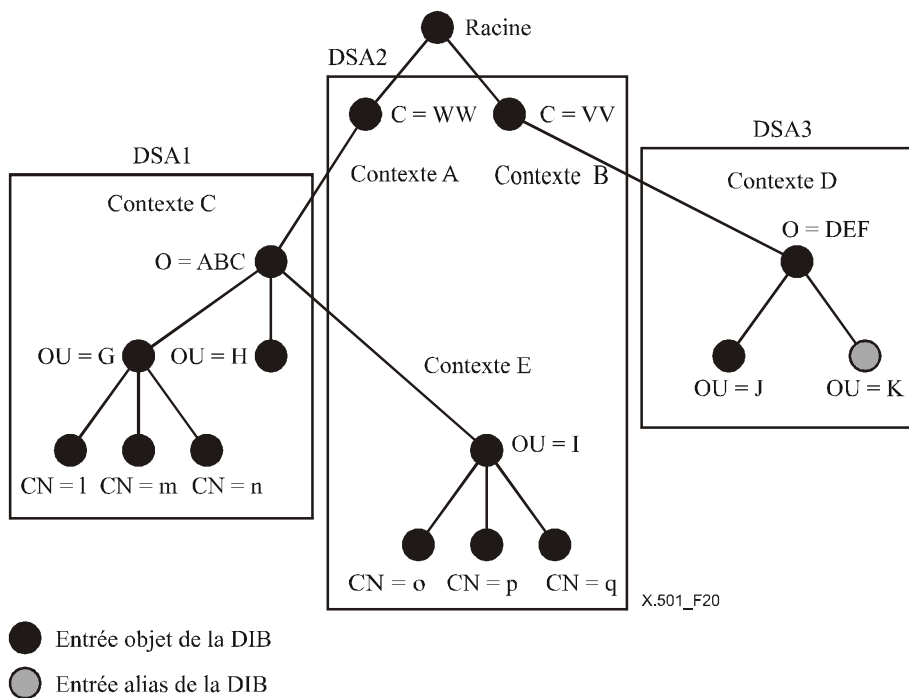 Racine
DSA2
C = WW
C = VV
DSA3
DSA1
Contexte A
Contexte B
Contexte D
Contexte C
O = DEF
O = ABC
OU = G
OU = H
Contexte E
OU = J
OU = K
OU = I
CN = l
CN = m
CN = n
CN = o
CN = p
CN = q
X.501_F20
Entrée objet de la DIB
Entrée alias de la DIB